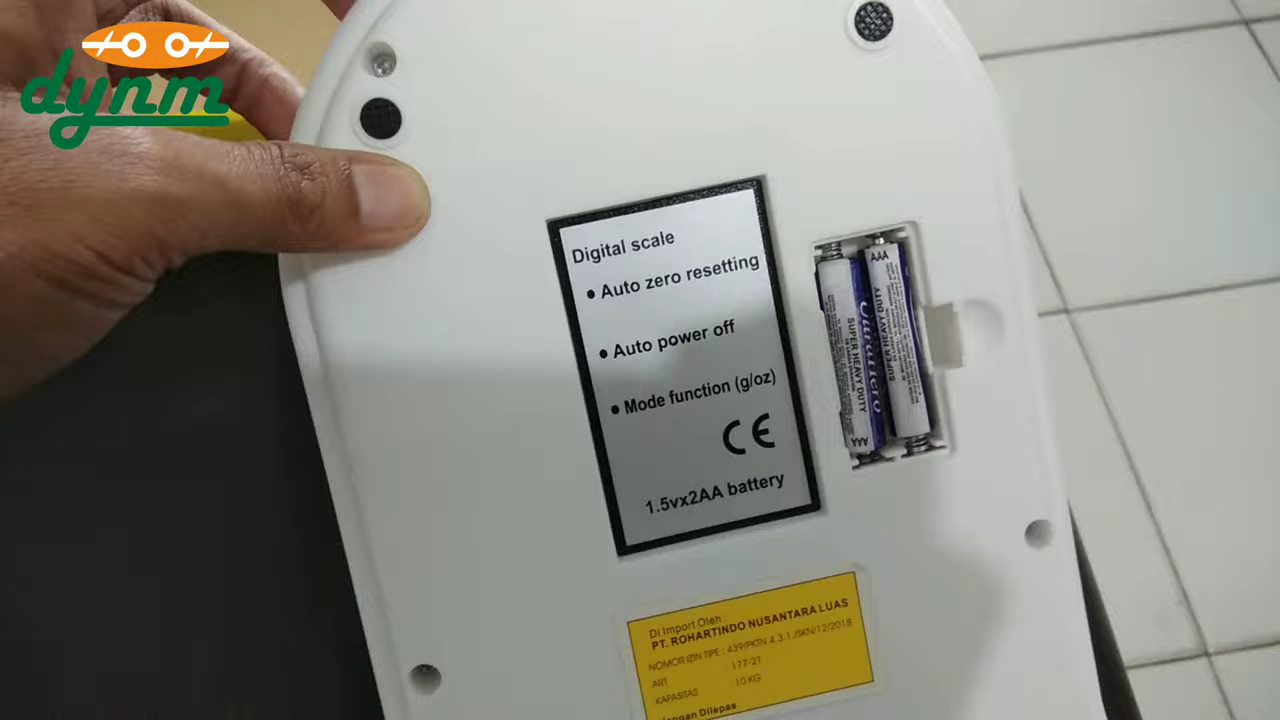 dynm
Digital scale
• Auto zero resetting
• Auto power off
• Mode function (g/oz)
CE
1.5vx2AA battery
AAA
SUPER HEAVY DUTY
SUPER HEAVY DUTY
AAA
Di Import Oleh :
PT. ROHARTINDO NUSANTARA LUAS
NOMOR IZIN TIPE : 439/PKTN.4.3.1./SKN/12/2018
ART : 177-21
KAPASITAS : 10 KG
Dilepas